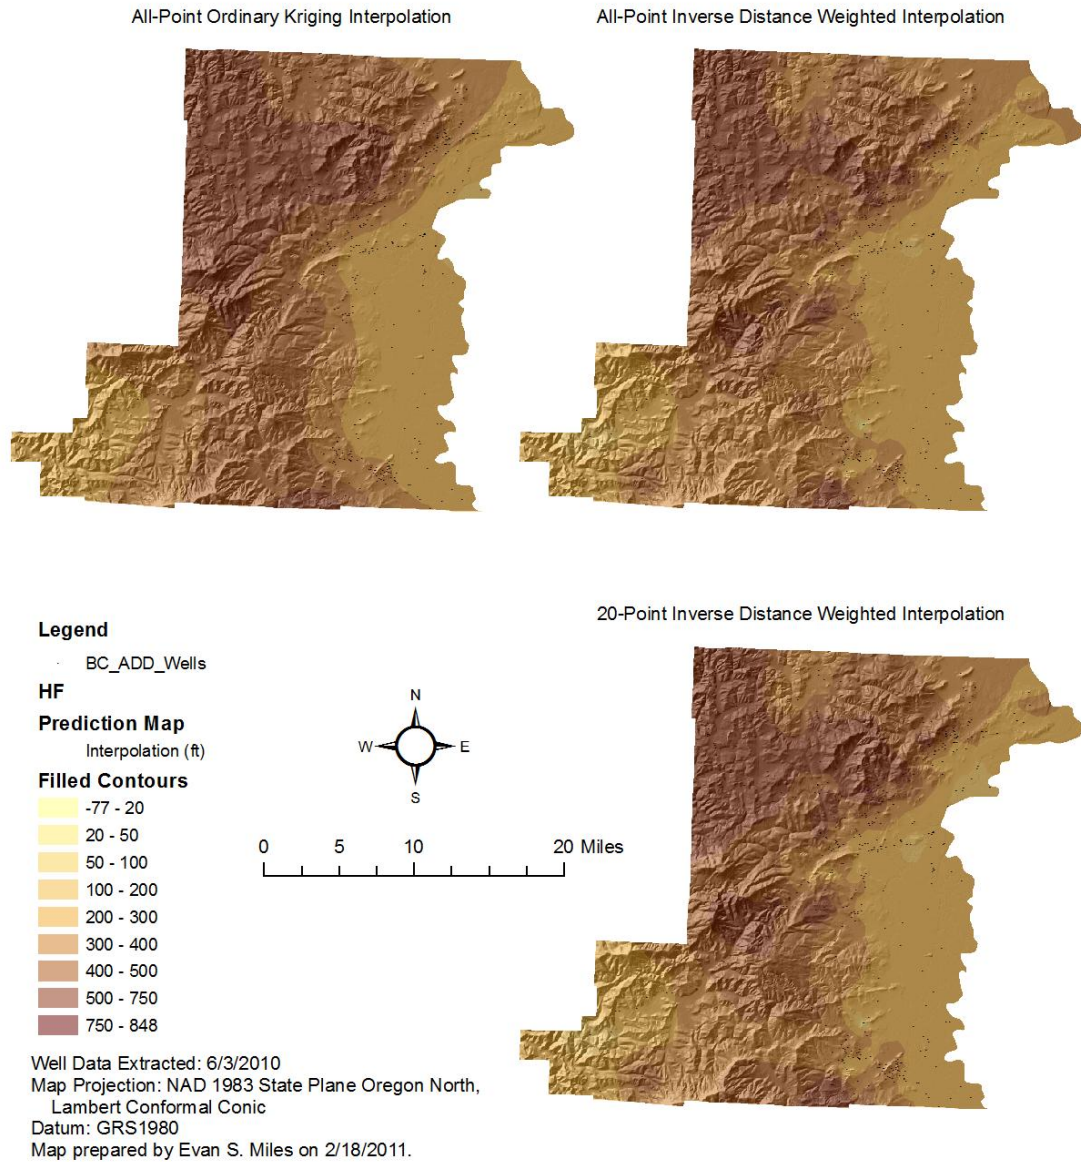 All-Point Ordinary Kriging Interpolation
All-Point Inverse Distance Weighted Interpolation
20-Point Inverse Distance Weighted Interpolation
Legend
BC_ADD_Wells
HF
Prediction Map
Interpolation (ft)
Filled Contours
-77 - 20
20 - 50
50 - 100
100 - 200
200 - 300
300 - 400
400 - 500
500 - 750
750 - 848
N
W E
S
0 5 10 20 Miles
Well Data Extracted: 6/3/2010
Map Projection: NAD 1983 State Plane Oregon North,
Lambert Conformal Conic
Datum: GRS1980
Map prepared by Evan S. Miles on 2/18/2011.